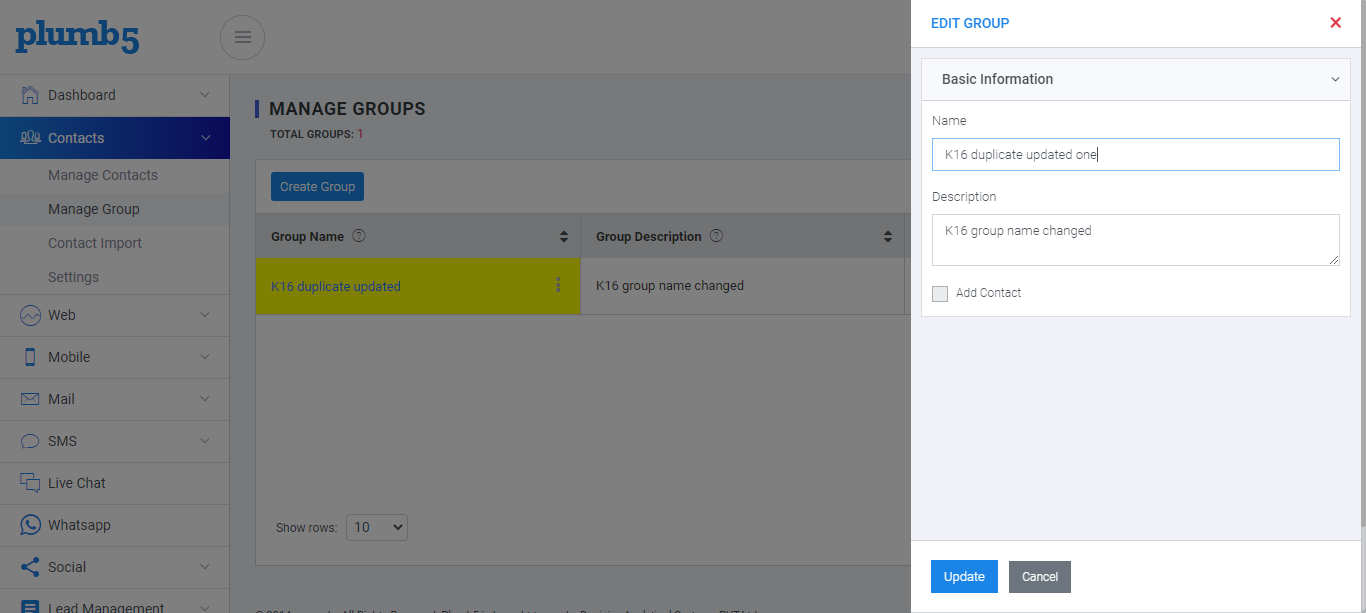 plumb5
EDIT GROUP
Dashboard
Contacts
Manage Contacts
Manage Group
Contact Import
Settings
Web
Mobile
Mail
SMS
Live Chat
Whatsapp
Social
Lead Management
MANAGE GROUPS
TOTAL GROUPS: 1
Create Group
Group Name
Group Description
K16 duplicate updated
K16 group name changed
Show rows: 10
Basic Information
Name
K16 duplicate updated one
Description
K16 group name changed
Add Contact
Update
Cancel